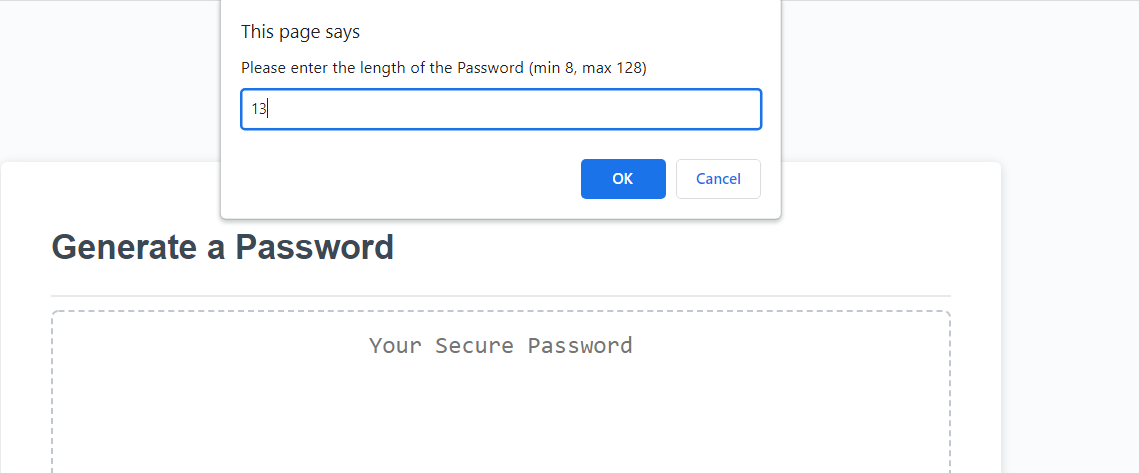 This page says
Please enter the length of the Password (min 8, max 128)
13
OK
Cancel
Generate a Password
Your Secure Password